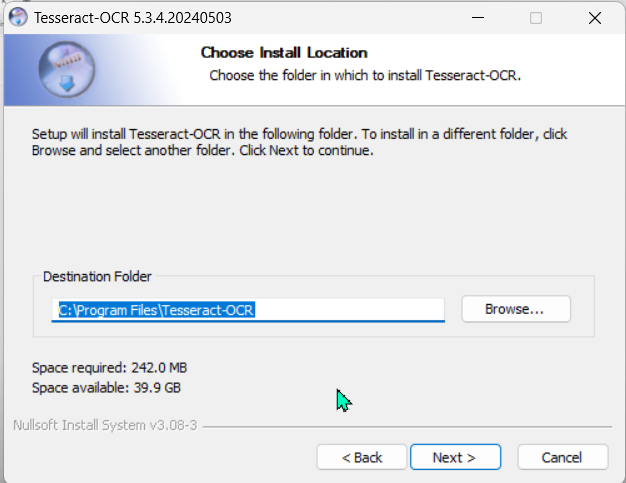 Tesseract-OCR 5.3.4.20240503
Choose Install Location
Choose the folder in which to install Tesseract-OCR.
Setup will install Tesseract-OCR in the following folder. To install in a different folder, click
Browse and select another folder. Click Next to continue.
Destination Folder
C:\Program Files\Tesseract-OCR
Browse...
Space required: 242.0 MB
Space available: 39.9 GB
Nullsoft Install System v3.08-3
< Back
Next >
Cancel